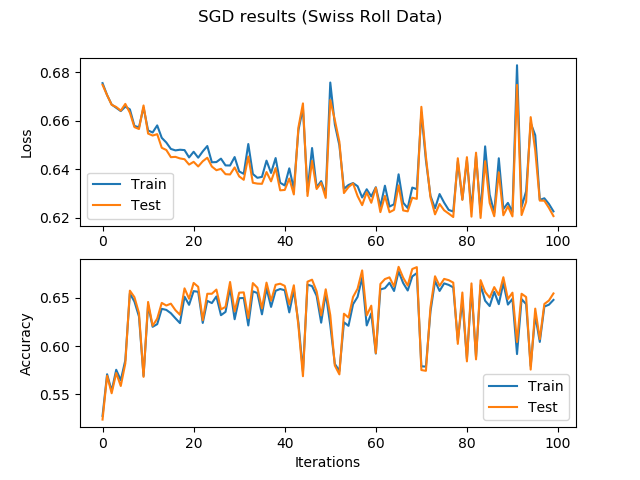 SGD results (Swiss Roll Data)
0.68
0.66
0.64
0.62
Loss
Train
Test
0 20 40 60 80 100
0.65
0.60
0.55
Accuracy
Train
Test
0 20 40 60 80 100
Iterations